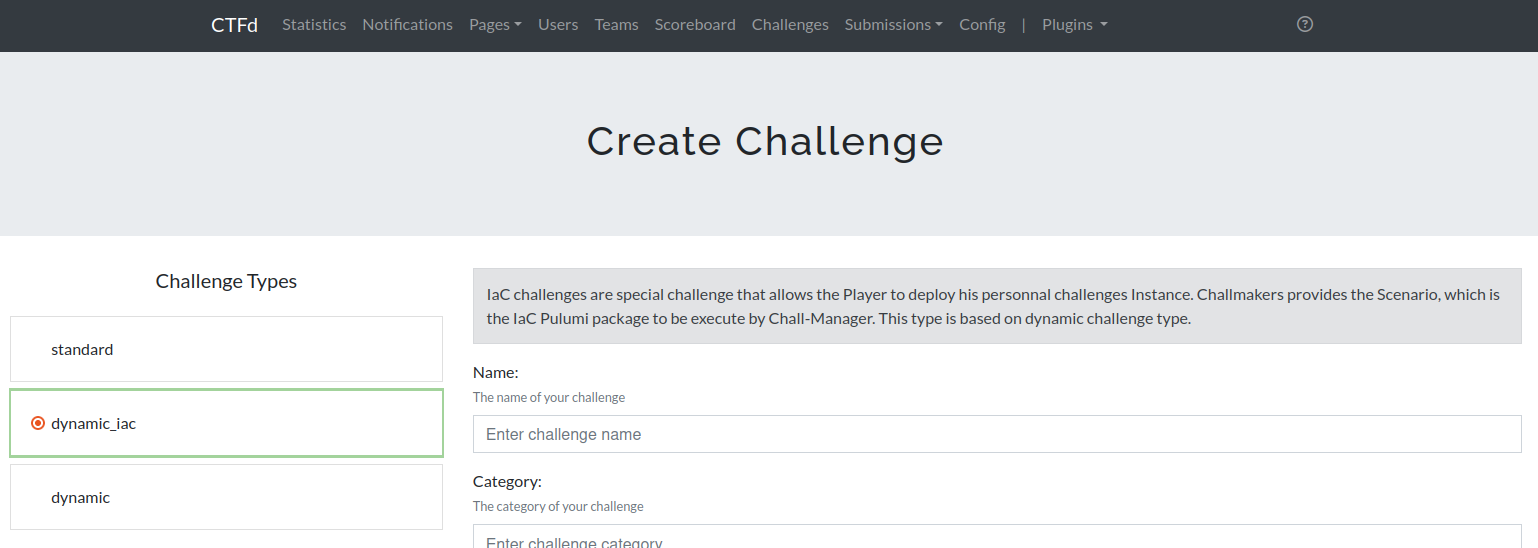 CTFd Statistics Notifications Pages Users Teams Scoreboard Challenges Submissions Config | Plugins
Create Challenge
Challenge Types
standard
dynamic_iac
dynamic
IaC challenges are special challenge that allows the Player to deploy his personnal challenges Instance. Challmakers provides the Scenario, which is
the IaC Pulumi package to be execute by Chall-Manager. This type is based on dynamic challenge type.
Name:
The name of your challenge
Enter challenge name
Category:
The category of your challenge
Enter challenge category